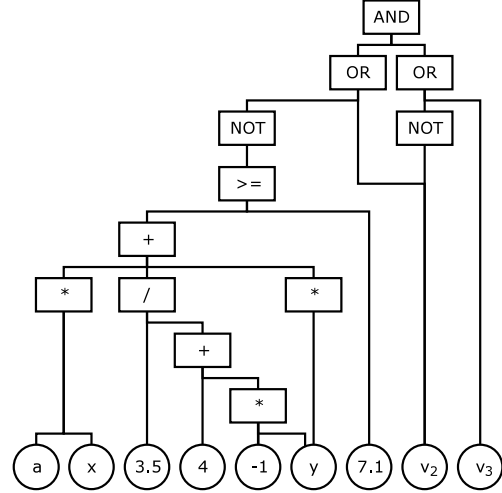 AND
OR OR
NOT NOT
>=
+
* / *
+
*
a x 3.5 4 -1 y 7.1 v₂ v₃